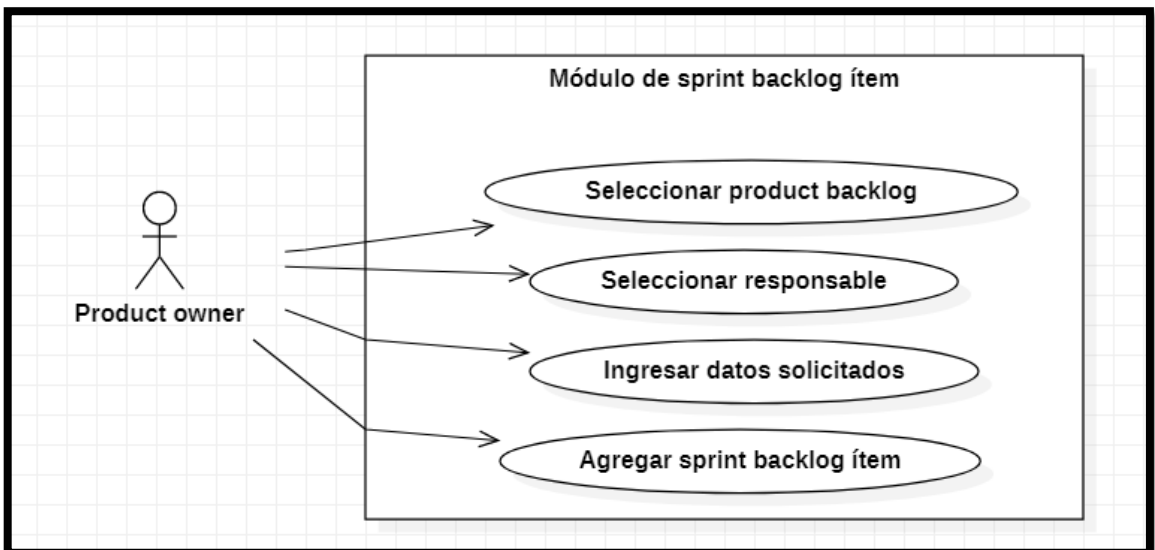 Módulo de sprint backlog ítem
Seleccionar product backlog
Seleccionar responsable
Product owner
Ingresar datos solicitados
Agregar sprint backlog ítem